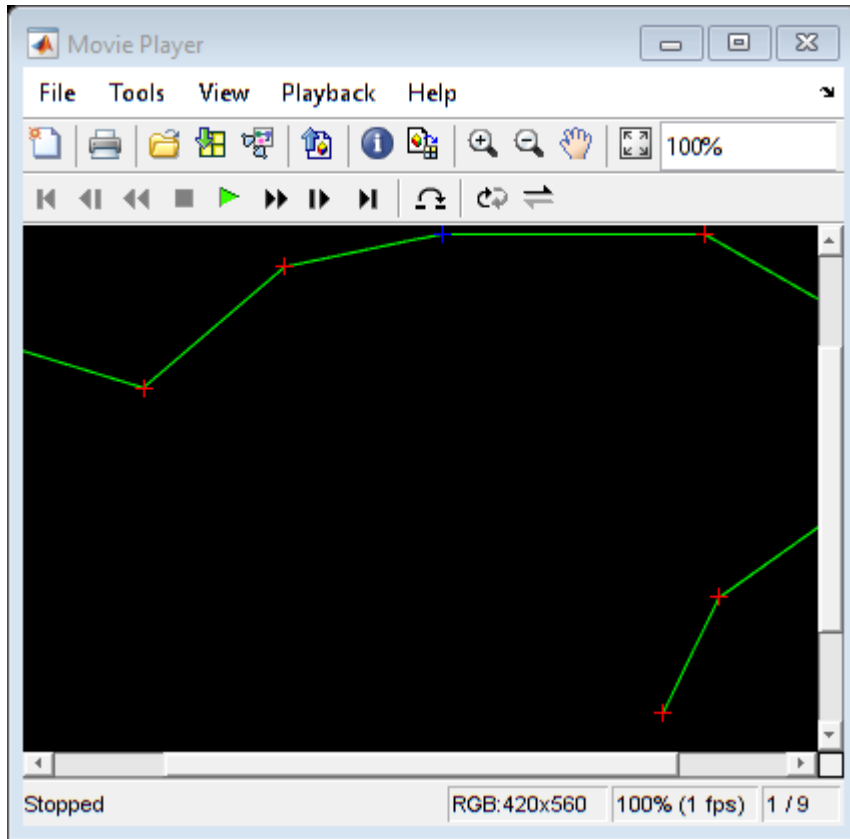 Movie Player
File Tools View Playback Help
100%
Stopped RGB:420x560 100% (1 fps) 1 / 9